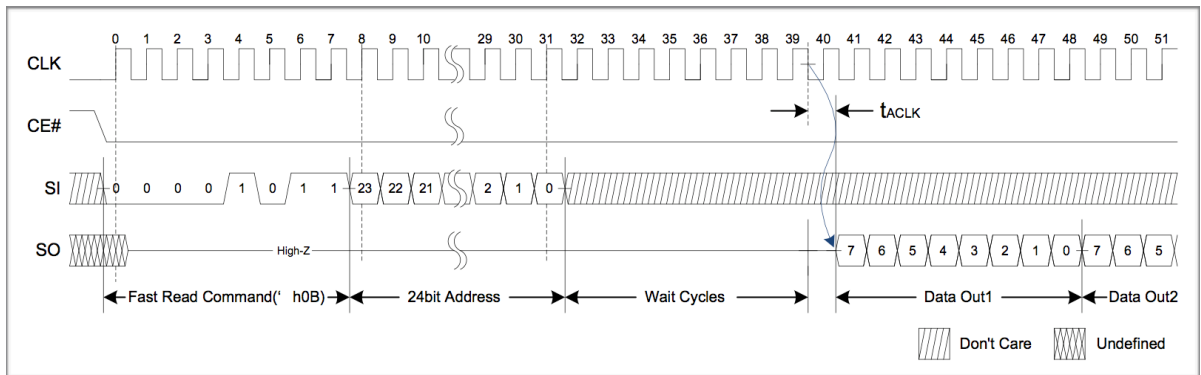 0 1 2 3 4 5 6 7 8 9 10 29 30 31 32 33 34 35 36 37 38 39 40 41 42 43 44 45 46 47 48 49 50 51
CLK
tACLK
CE#
SI 0 0 0 0 1 0 1 1 23 22 21 2 1 0
SO High-Z 7 6 5 4 3 2 1 0 7 6 5
Fast Read Command(‘ h0B) 24bit Address Wait Cycles Data Out1 Data Out2
Don't Care Undefined